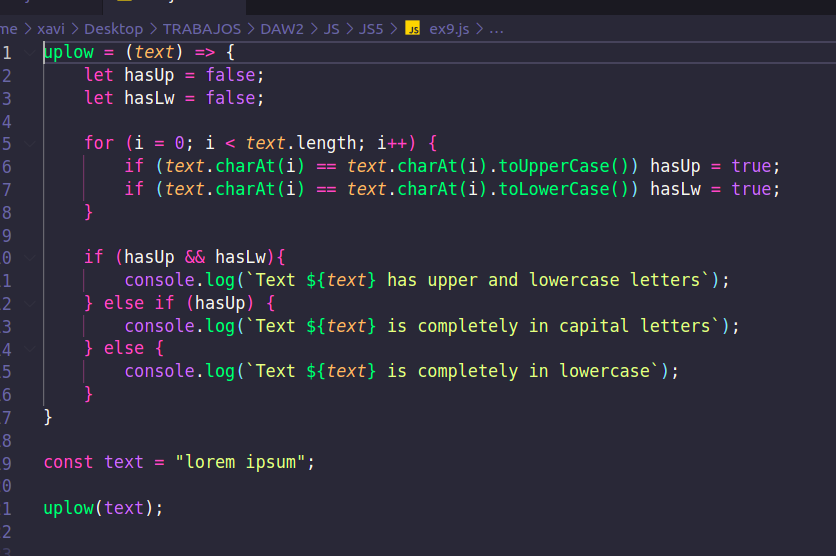 me > xavi > Desktop > TRABAJOS > DAW2 > JS > JS5 > JS ex9.js > ...
1 uplow = (text) => {
2     let hasUp = false;
3     let hasLw = false;
4
5     for (i = 0; i < text.length; i++) {
6         if (text.charAt(i) == text.charAt(i).toUpperCase()) hasUp = true;
7         if (text.charAt(i) == text.charAt(i).toLowerCase()) hasLw = true;
8     }
9
0     if (hasUp && hasLw){
1         console.log(`Text ${text} has upper and lowercase letters`);
2     } else if (hasUp) {
3         console.log(`Text ${text} is completely in capital letters`);
4     } else {
5         console.log(`Text ${text} is completely in lowercase`);
6     }
7 }
8
9 const text = "lorem ipsum";
0
1 uplow(text);
2